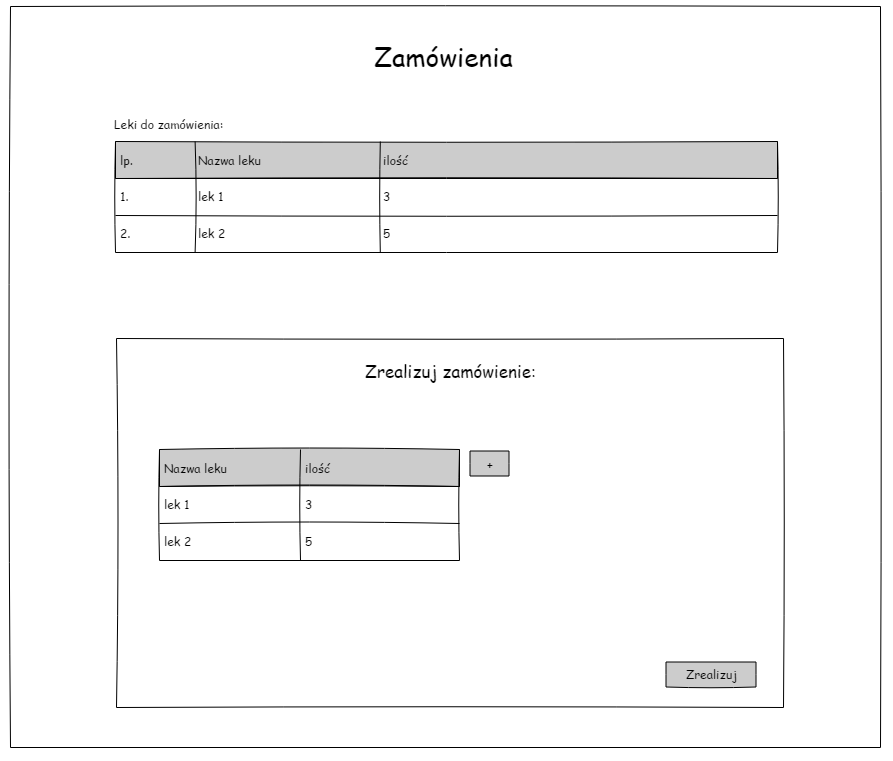 Zamówienia
Leki do zamówienia:
lp. Nazwa leku ilość
1. lek 1 3
2. lek 2 5
Zrealizuj zamówienie:
Nazwa leku ilość +
lek 1 3
lek 2 5
Zrealizuj